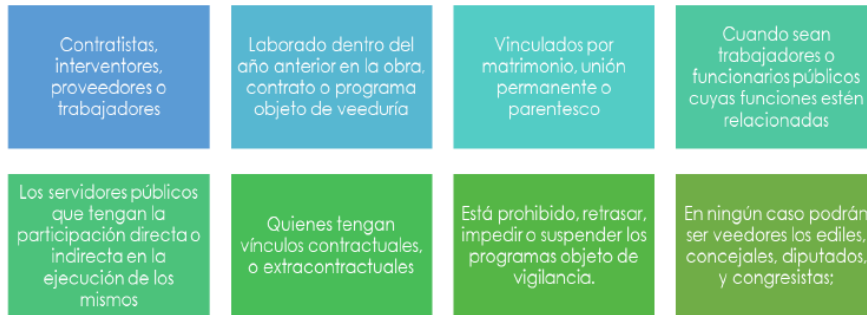 Contratistas,
interventores,
proveedores o
trabajadores
Laborado dentro del
año anterior en la obra,
contrato o programa
objeto de veeduría
Vinculados por
matrimonio, unión
permanente o
parentesco
Cuando sean
trabajadores o
funcionarios públicos
cuyas funciones estén
relacionadas
Los servidores públicos
que tengan la
participación directa o
indirecta en la
ejecución de los
mismos
Quienes tengan
vínculos contractuales,
o extracontractuales
Está prohibido, retrasar,
impedir o suspender los
programas objeto de
vigilancia.
En ningún caso podrán
ser veedores los ediles,
concejales, diputados,
y congresistas;